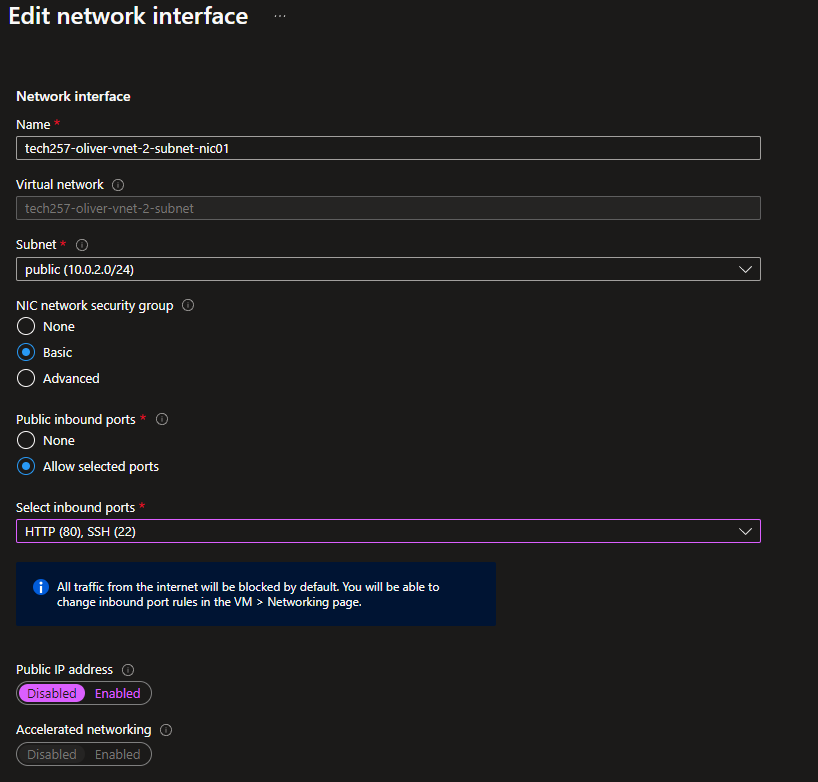 Edit network interface ...
Network interface
Name *
tech257-oliver-vnet-2-subnet-nic01
Virtual network
tech257-oliver-vnet-2-subnet
Subnet *
public (10.0.2.0/24)
NIC network security group
None
Basic
Advanced
Public inbound ports *
None
Allow selected ports
Select inbound ports *
HTTP (80), SSH (22)
All traffic from the internet will be blocked by default. You will be able to
change inbound port rules in the VM > Networking page.
Public IP address
Disabled Enabled
Accelerated networking
Disabled Enabled